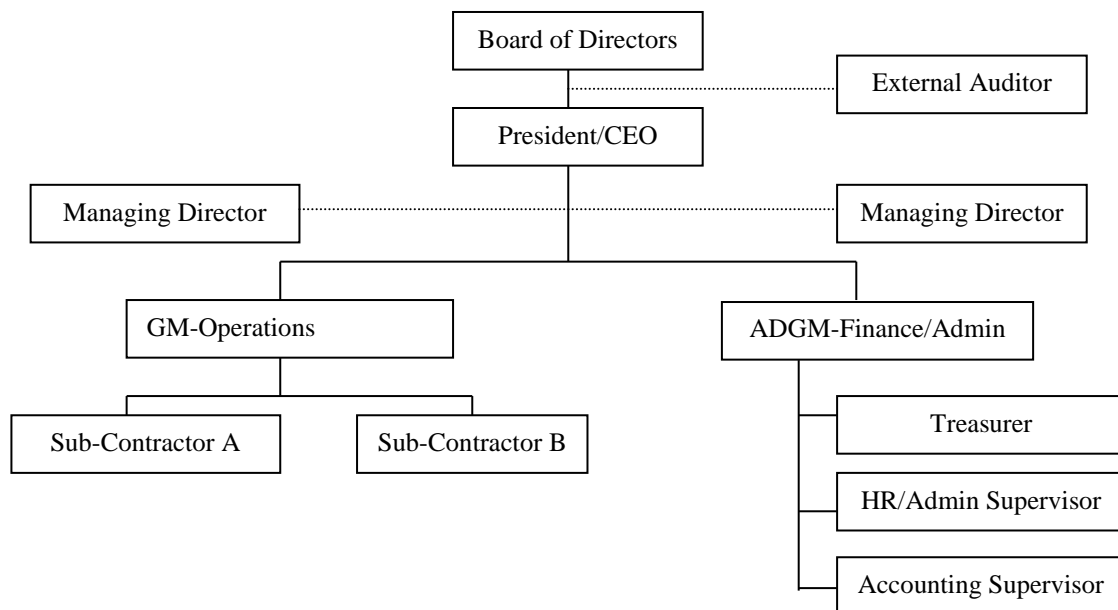 Board of Directors
External Auditor
President/CEO
Managing Director
Managing Director
GM-Operations
ADGM-Finance/Admin
Sub-Contractor A
Sub-Contractor B
Treasurer
HR/Admin Supervisor
Accounting Supervisor